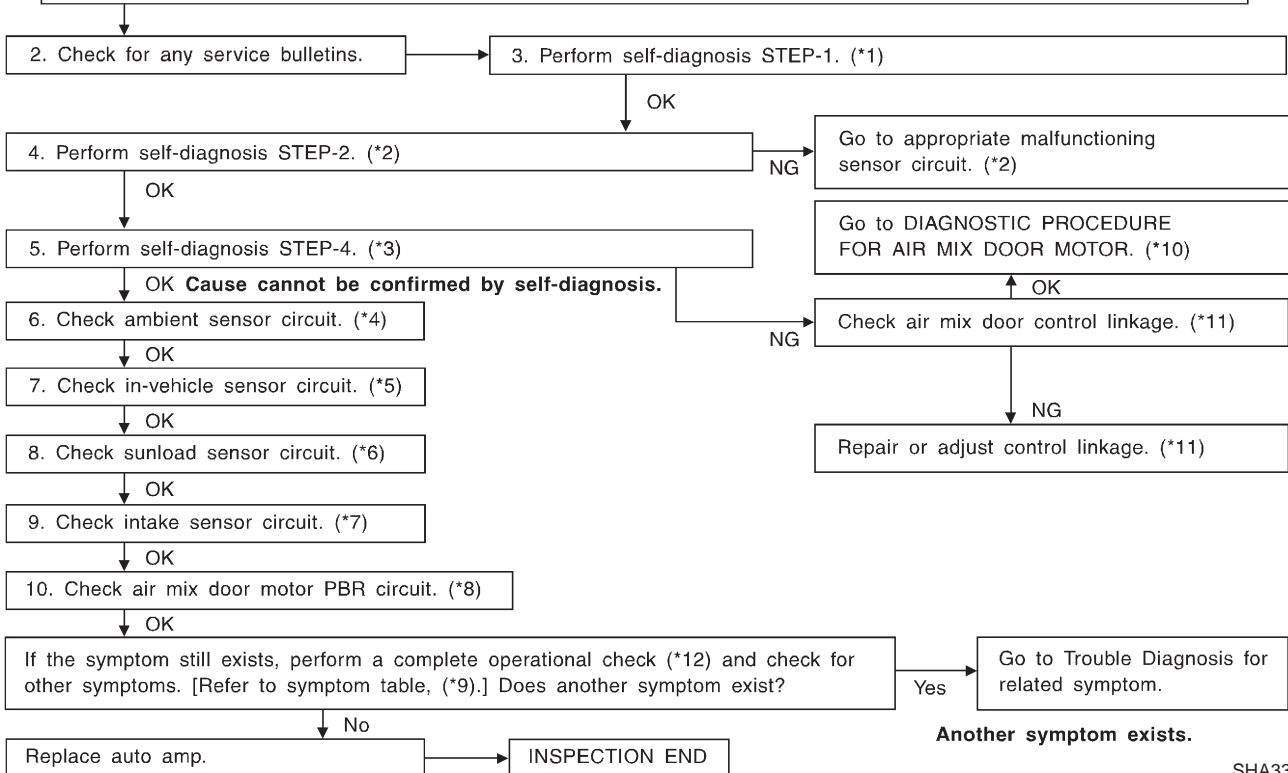 2. Check for any service bulletins.
3. Perform self-diagnosis STEP-1. (*1)
OK
4. Perform self-diagnosis STEP-2. (*2)
NG
Go to appropriate malfunctioning
sensor circuit. (*2)
OK
5. Perform self-diagnosis STEP-4. (*3)
Go to DIAGNOSTIC PROCEDURE
FOR AIR MIX DOOR MOTOR. (*10)
OK Cause cannot be confirmed by self-diagnosis.
OK
6. Check ambient sensor circuit. (*4)
NG
Check air mix door control linkage. (*11)
OK
7. Check in-vehicle sensor circuit. (*5)
OK
NG
8. Check sunload sensor circuit. (*6)
Repair or adjust control linkage. (*11)
OK
9. Check intake sensor circuit. (*7)
OK
10. Check air mix door motor PBR circuit. (*8)
OK
If the symptom still exists, perform a complete operational check (*12) and check for
other symptoms. [Refer to symptom table, (*9).] Does another symptom exist?
Yes
Go to Trouble Diagnosis for
related symptom.
No
Another symptom exists.
Replace auto amp.
INSPECTION END